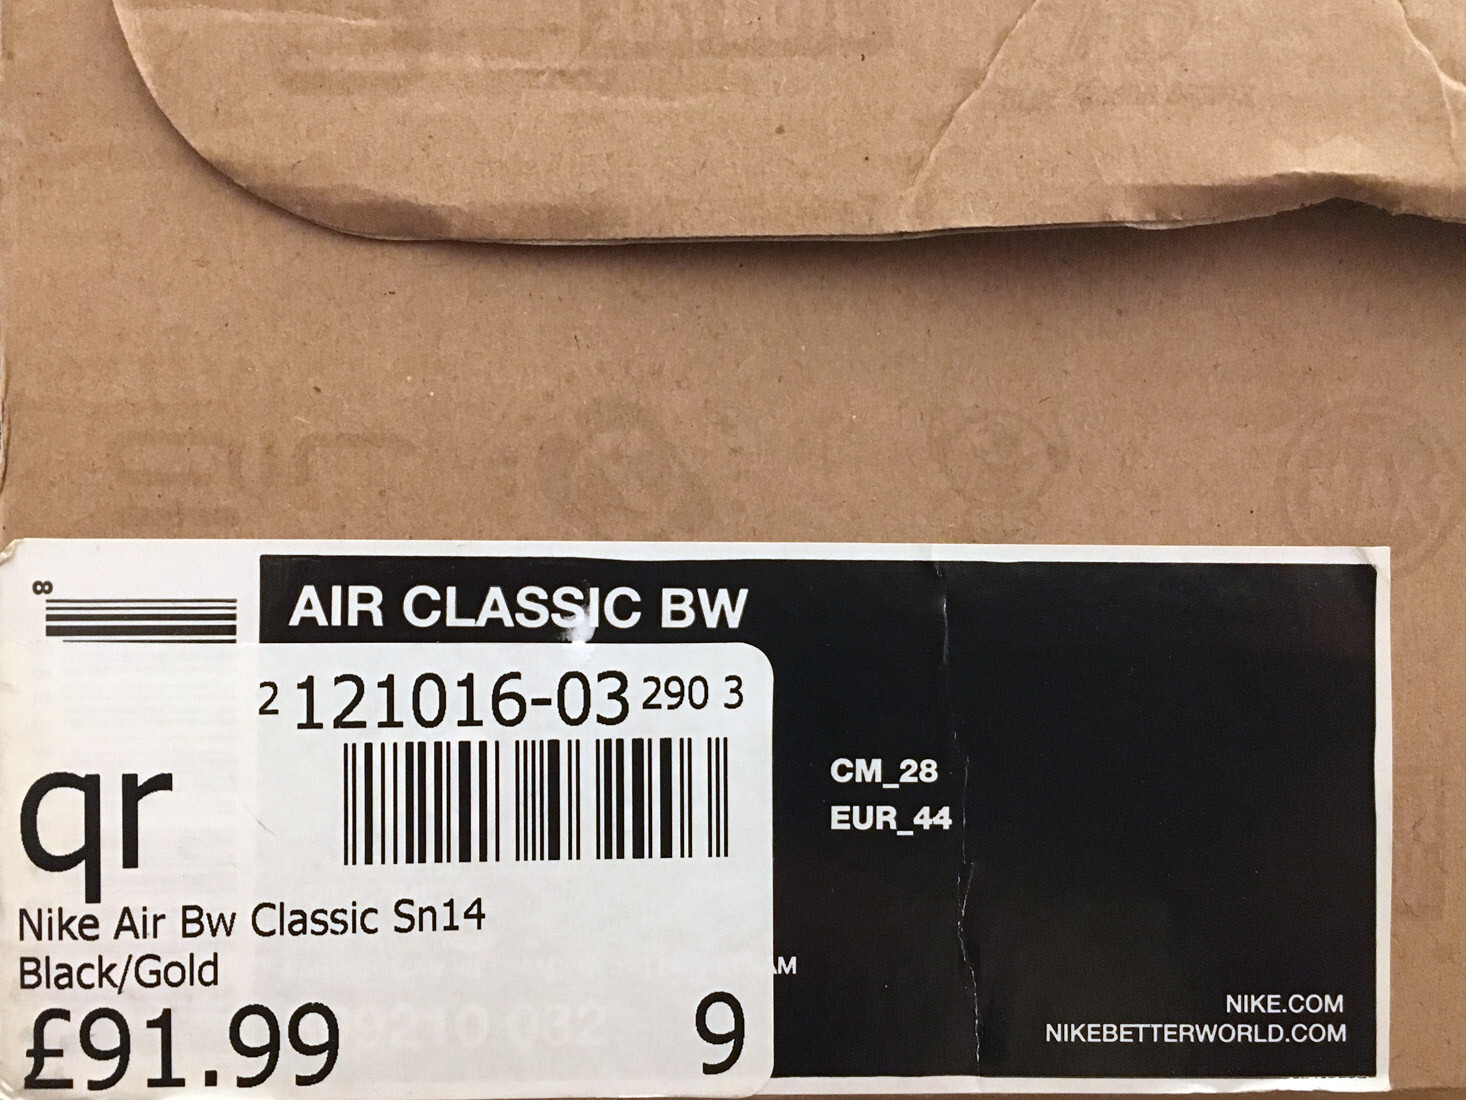 8
AIR CLASSIC BW
2 121016-03 290 3
CM_28
EUR_44
qr
Nike Air Bw Classic Sn14
Black/Gold
£91.99
9
NIKE.COM
NIKEBETTERWORLD.COM